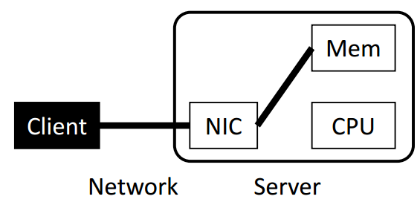 Mem
Client
NIC
CPU
Network
Server